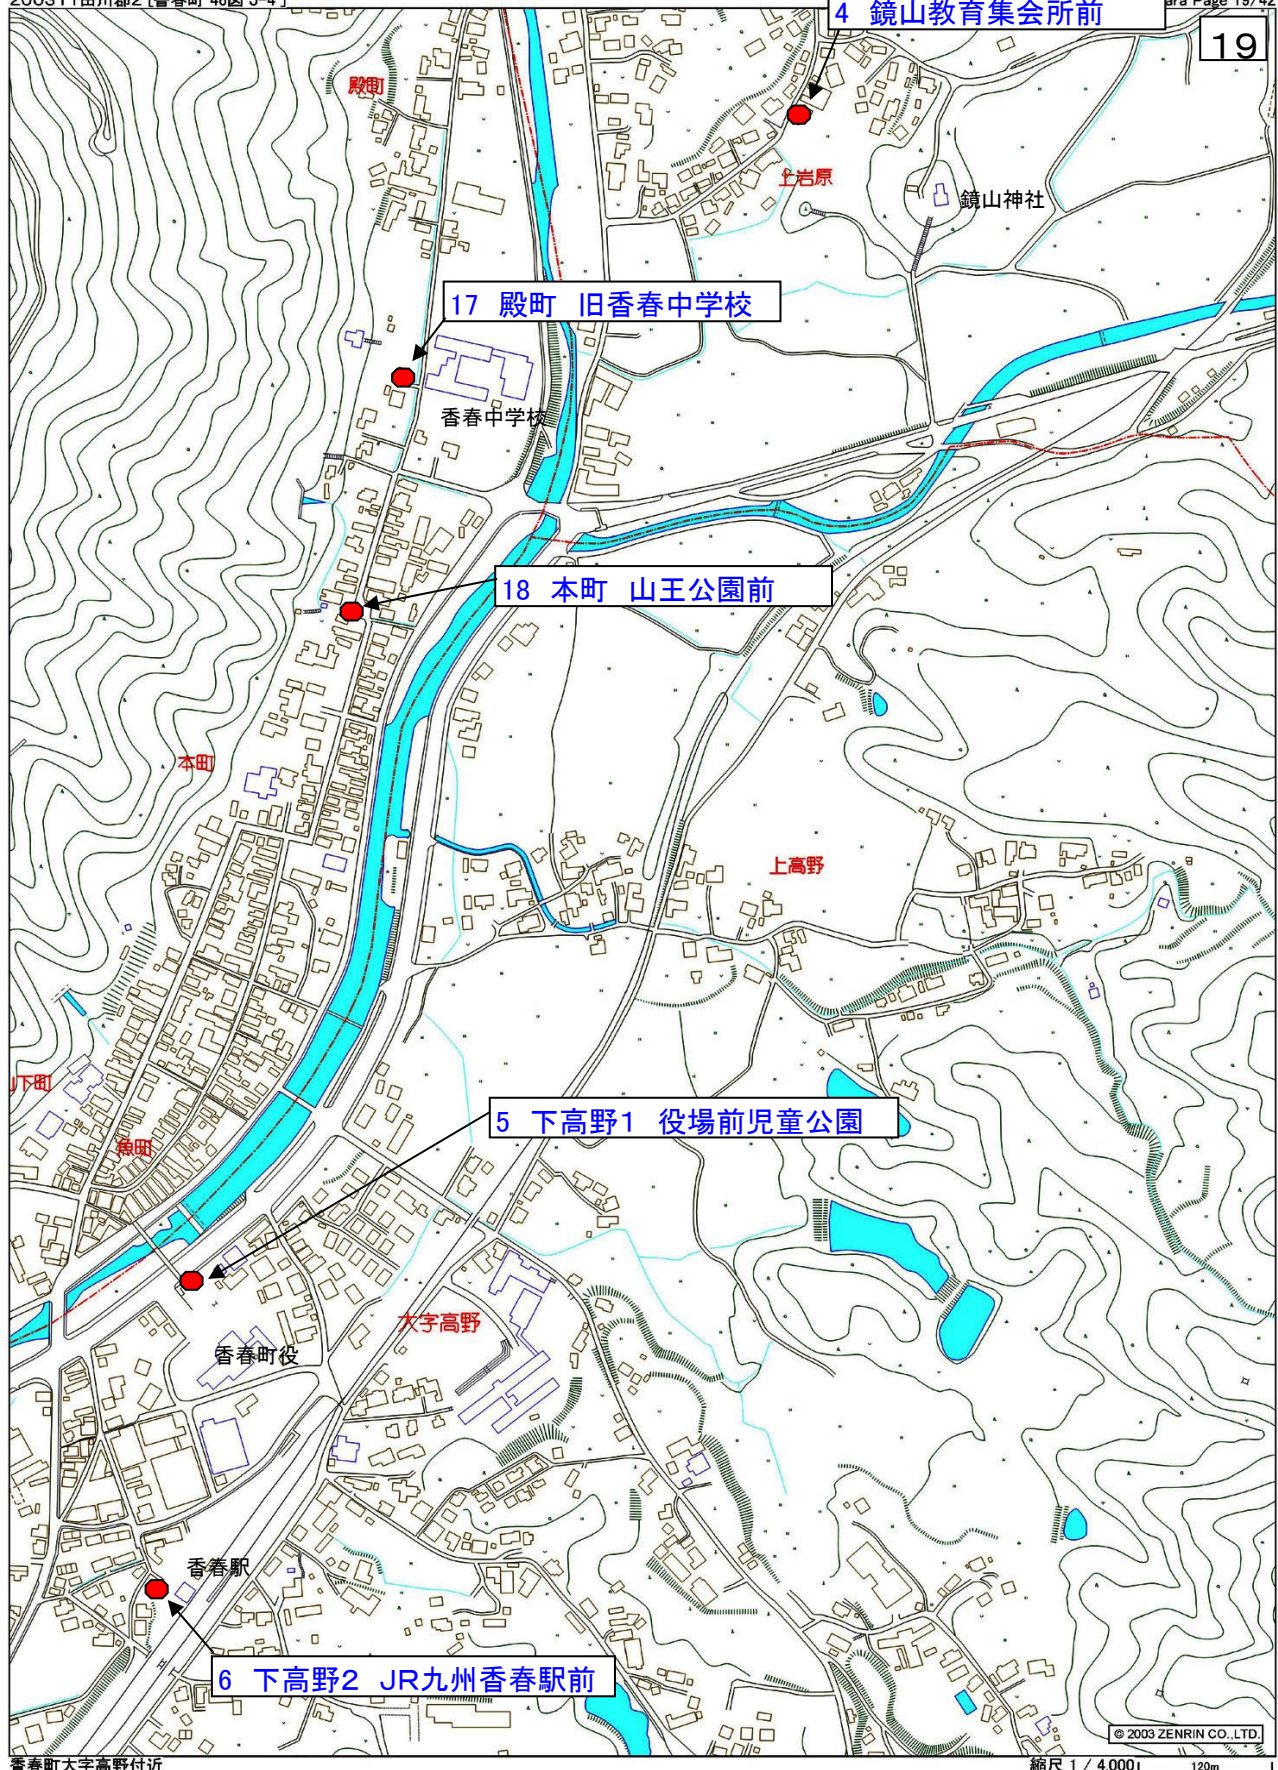 4 鏡山教育集会所前
19
殿町
上岩原
鏡山神社
17 殿町 旧香春中学校
香春中学校
18 本町 山王公園前
本町
上高野
下町
5 下高野1 役場前児童公園
魚町
大字高野
香春町役
香春駅
6 下高野2 JR九州香春駅前
© 2003 ZENRIN CO.,LTD.
香春町大字高野付近
縮尺 1 / 4,000
120m